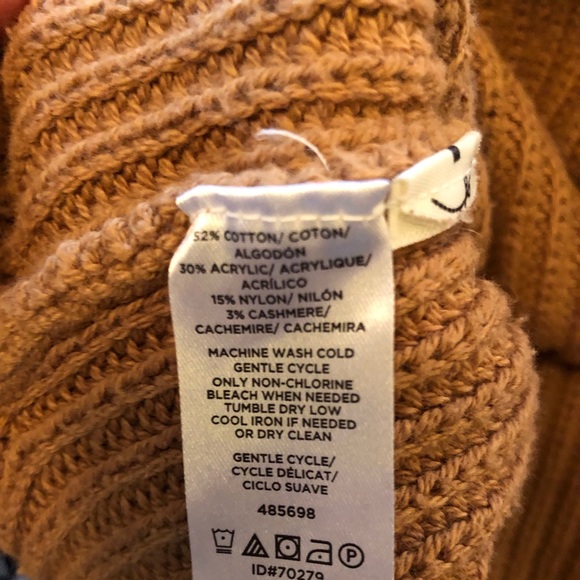 52% COTTON/ COTON/
ALGODÓN
30% ACRYLIC/ ACRYLIQUE/
ACRÍLICO
15% NYLON/ NILÓN
3% CASHMERE/
CACHEMIRE/ CACHEMIRA
MACHINE WASH COLD
GENTLE CYCLE
ONLY NON-CHLORINE
BLEACH WHEN NEEDED
TUMBLE DRY LOW
COOL IRON IF NEEDED
OR DRY CLEAN
GENTLE CYCLE/
CYCLE DÉLICAT/
CICLO SUAVE
485698
P
ID#70279